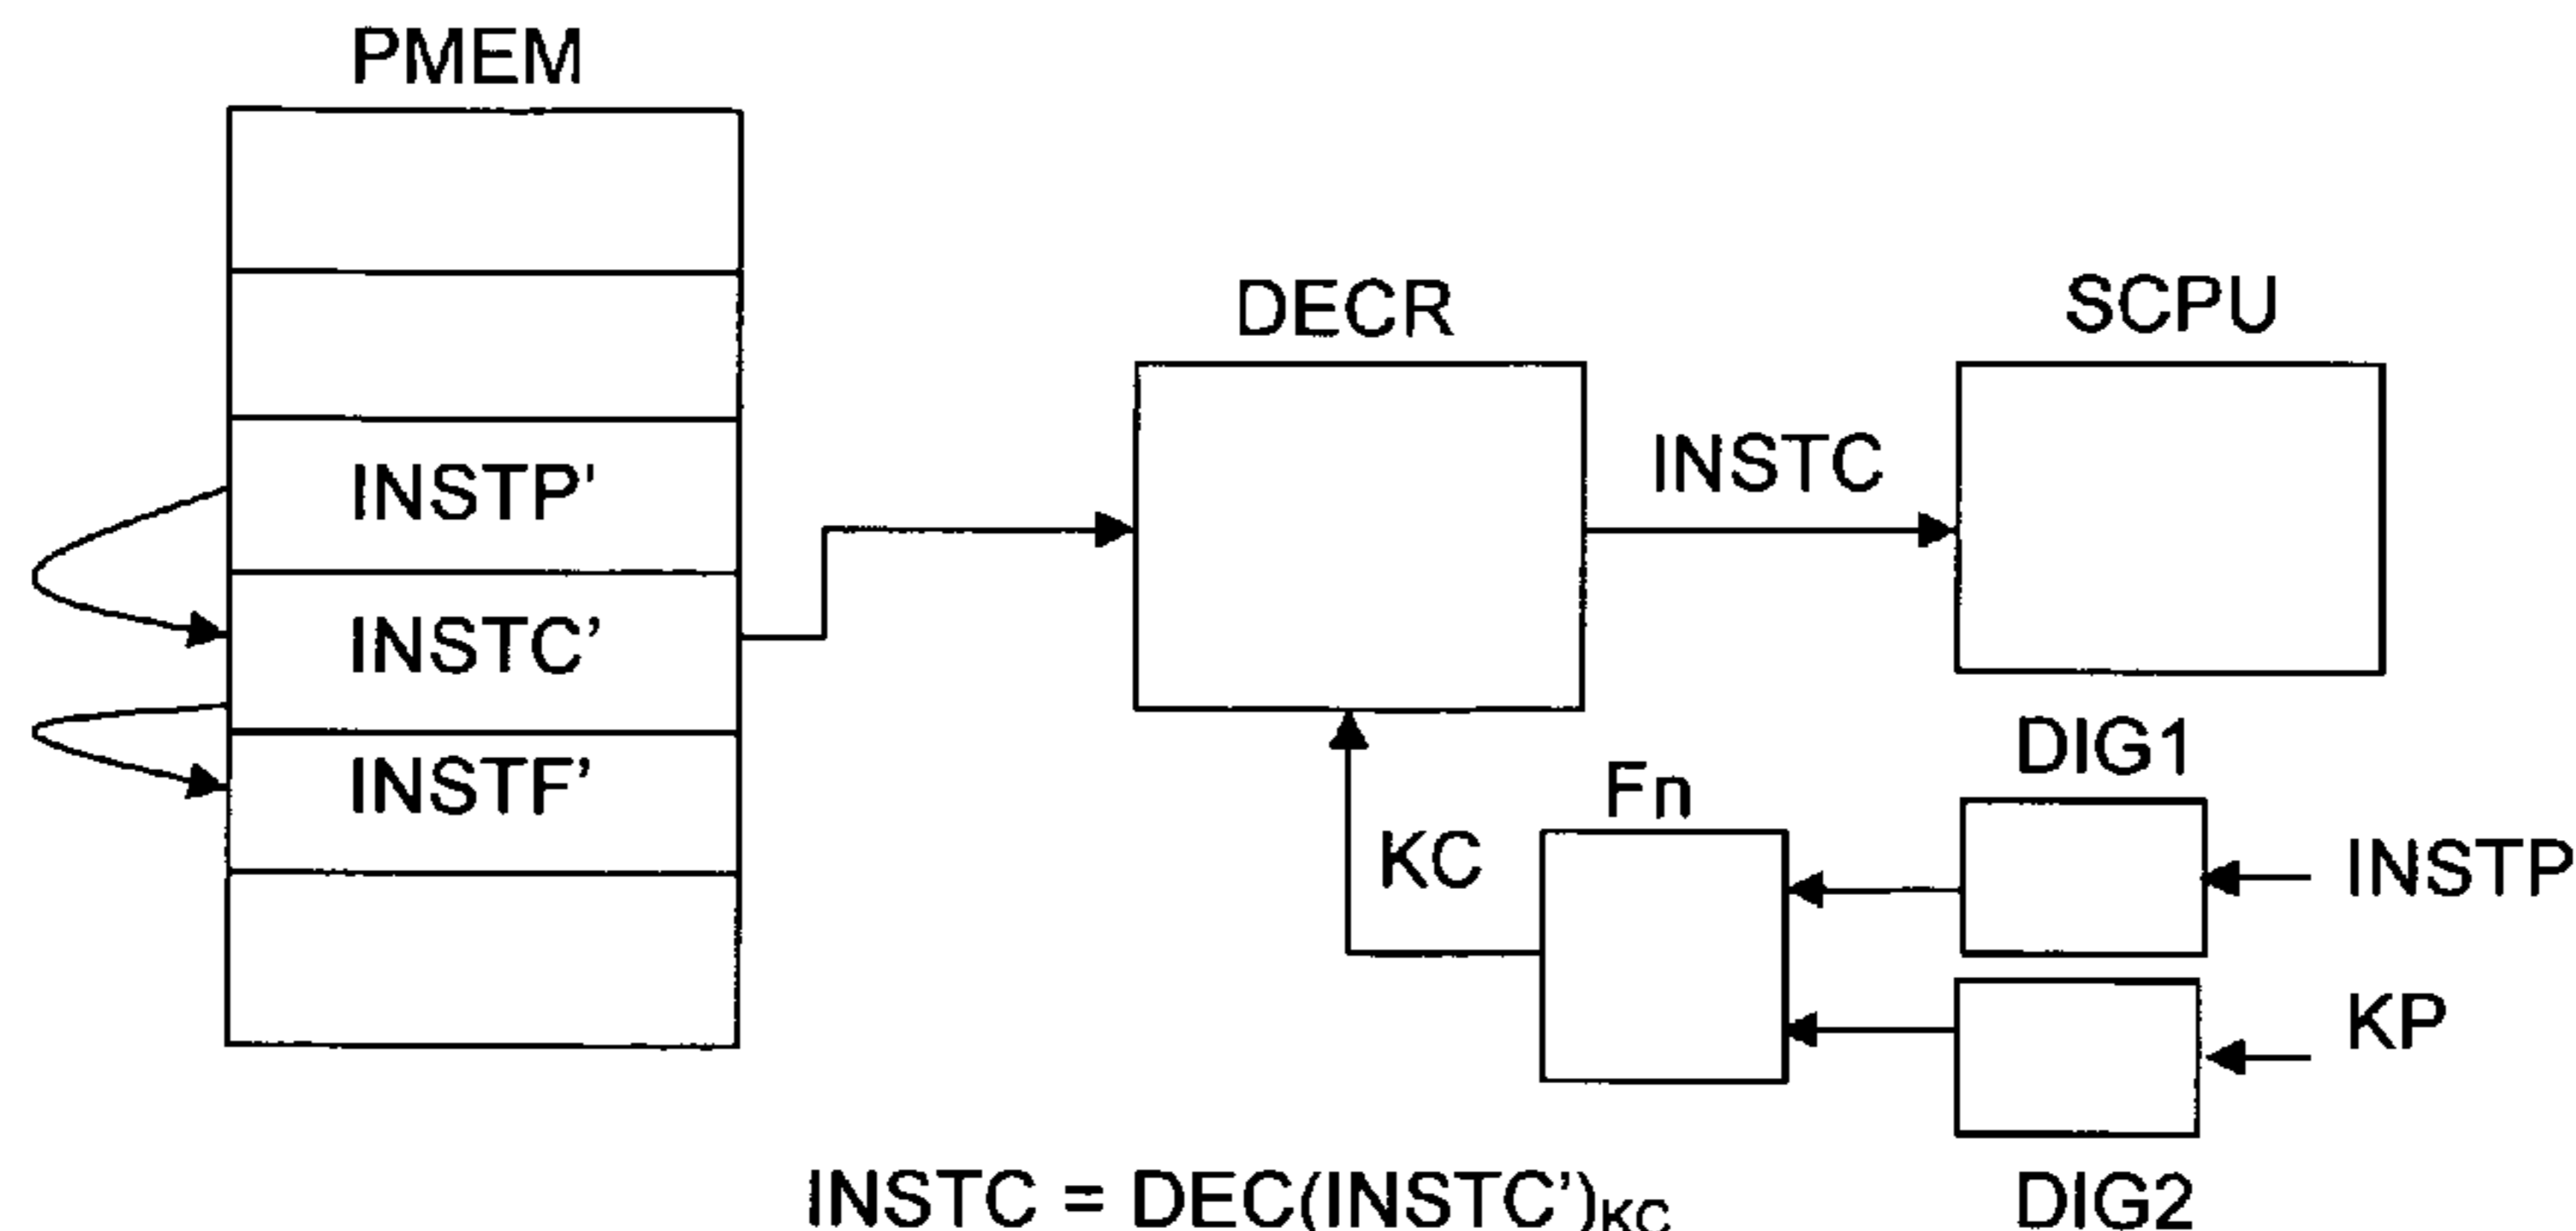 PMEM
DECR
SCPU
INSTP'
INSTC
INSTC’
DIG1
INSTF’
Fn
KC
INSTP
KP
INSTC = DEC(INSTC’)KC
DIG2